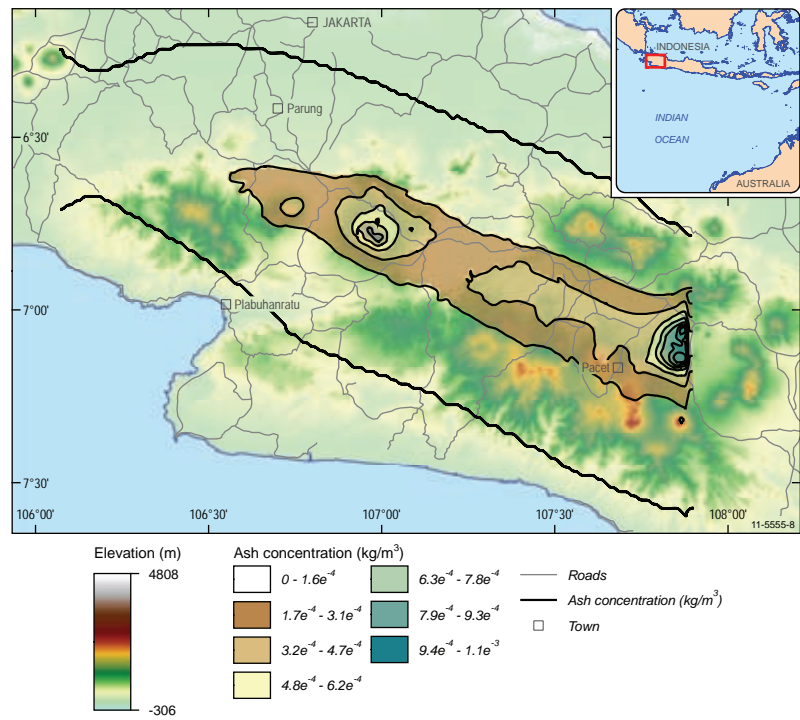 JAKARTA
Parung
6°30'
7°00'
Plabuhanratu
Pacet
7°30'
106°00' 106°30' 107°00' 107°30' 108°00'
11-5555-8
INDONESIA
INDIAN
OCEAN
AUSTRALIA
Elevation (m)
4808
-306
Ash concentration (kg/m³)
0 - 1.6e⁻⁴
1.7e⁻⁴ - 3.1e⁻⁴
3.2e⁻⁴ - 4.7e⁻⁴
4.8e⁻⁴ - 6.2e⁻⁴
6.3e⁻⁴ - 7.8e⁻⁴
7.9e⁻⁴ - 9.3e⁻⁴
9.4e⁻⁴ - 1.1e⁻³
Roads
Ash concentration (kg/m³)
Town